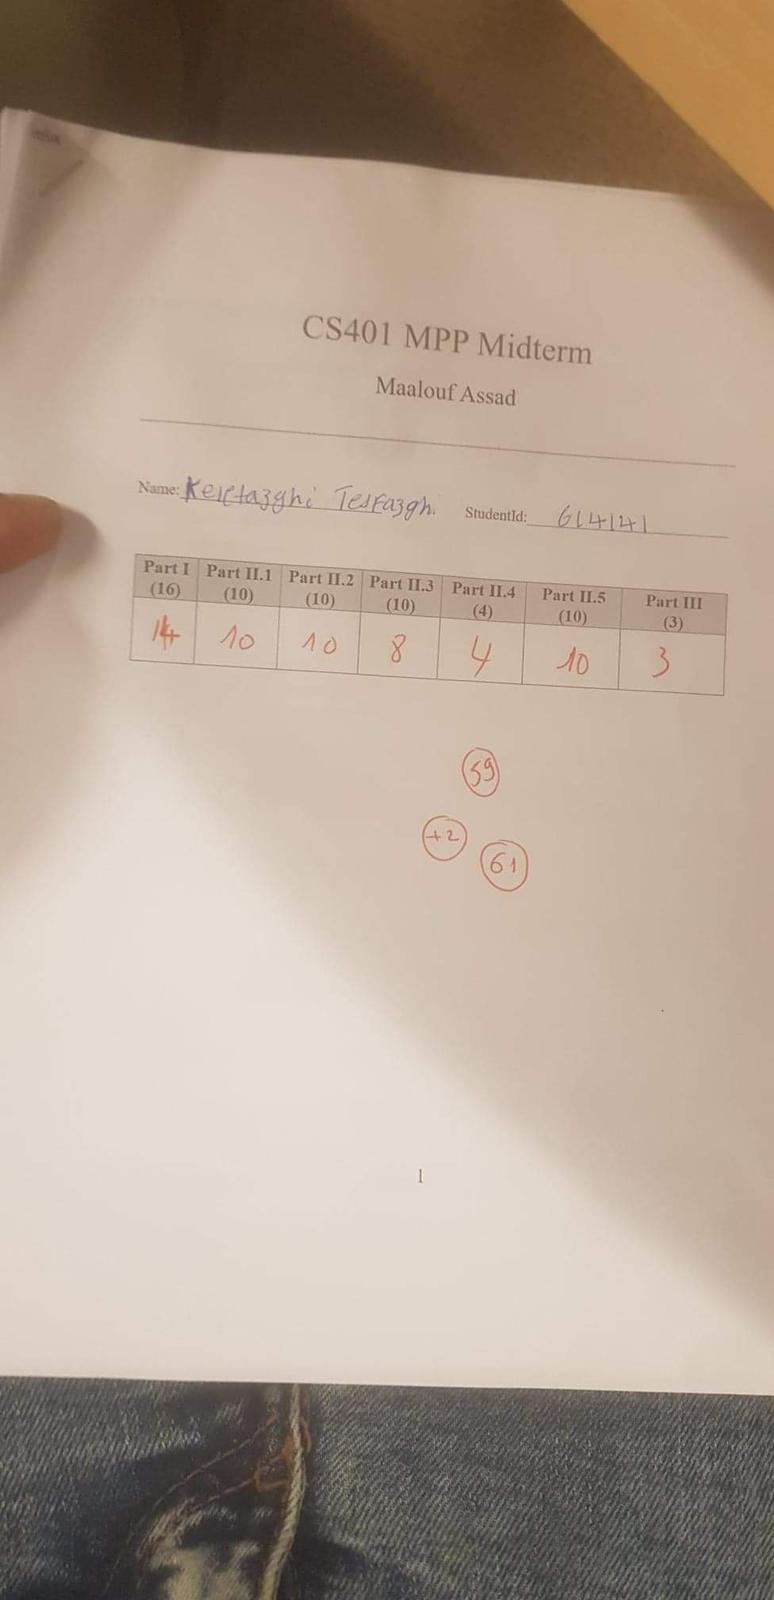 CS401 MPP Midterm
Maalouf Assad
Name: Tesfazghi StudentId: 614141
Part I Part II.1 Part II.2 Part II.3 Part II.4 Part II.5 Part III
(16) (10) (10) (10) (4) (10) (3)
14 10 10 8 4 10 3
59
+2
61
1